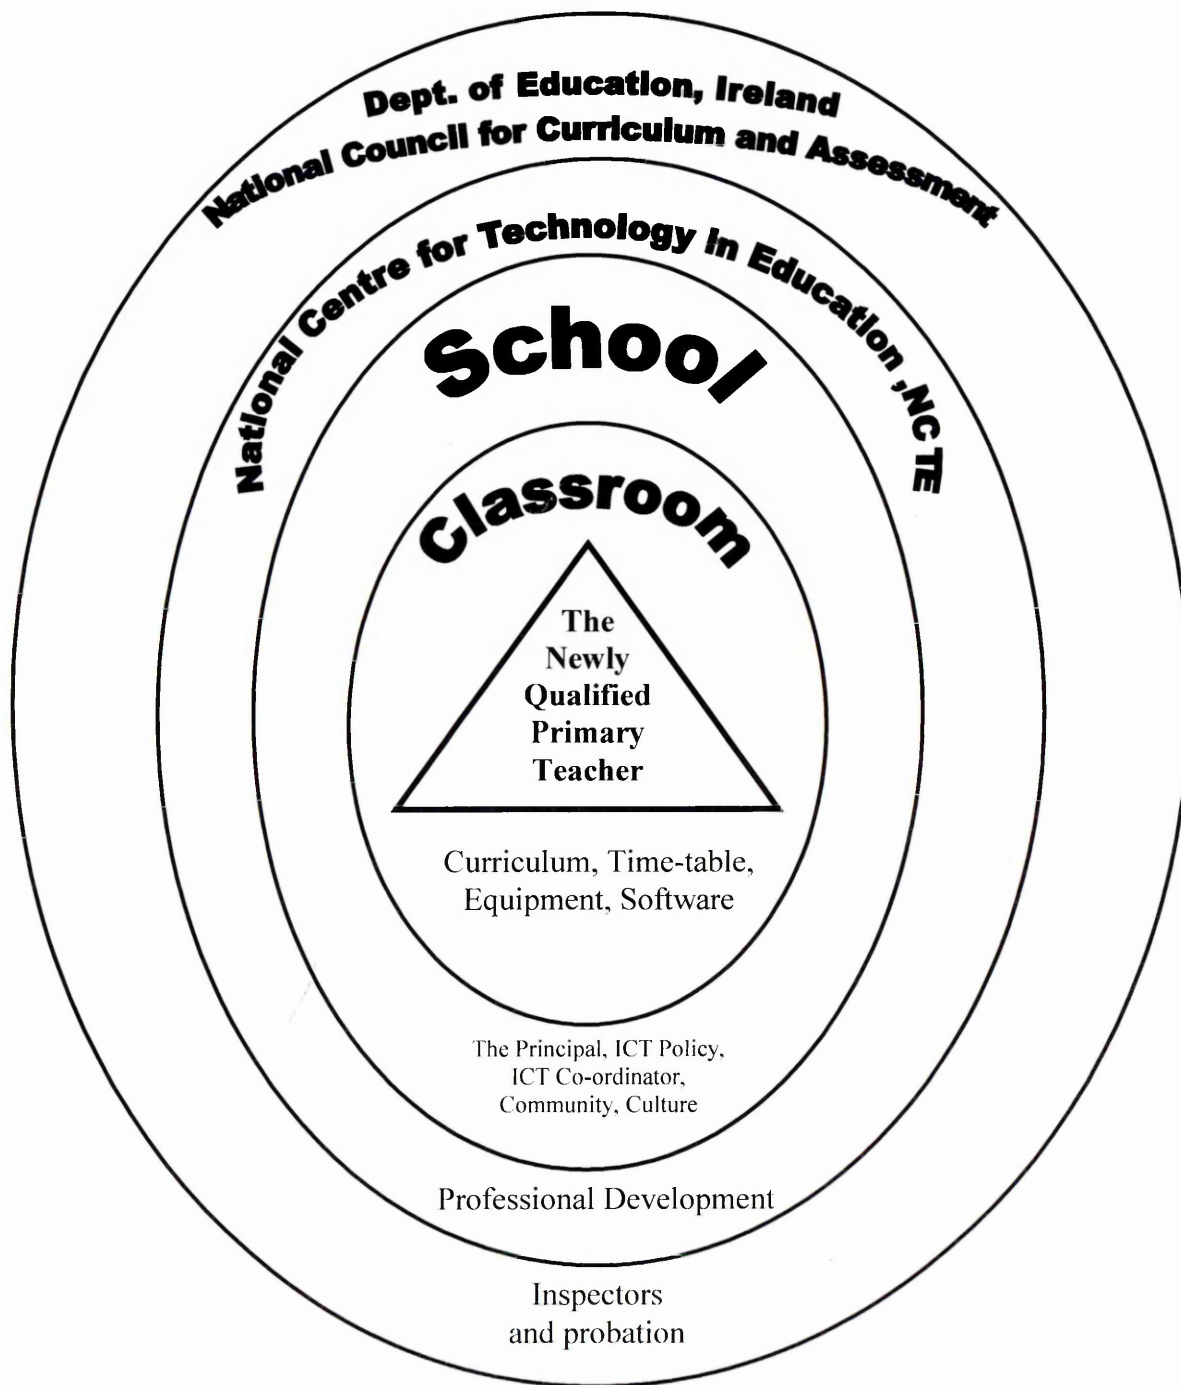 Dept. of Education, Ireland
National Council for Curriculum and Assessment
National Centre for Technology in Education ,NCTE
School
Classroom
The
Newly
Qualified
Primary
Teacher
Curriculum, Time-table,
Equipment, Software
The Principal, ICT Policy,
ICT Co-ordinator,
Community, Culture
Professional Development
Inspectors
and probation